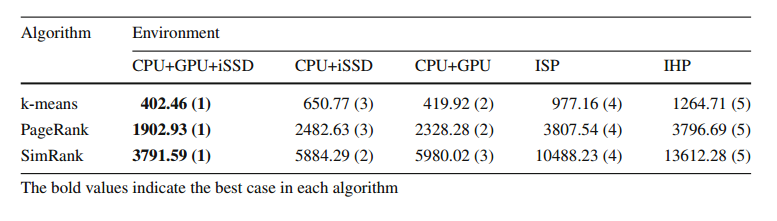 Algorithm Environment
CPU+GPU+iSSD CPU+iSSD CPU+GPU ISP IHP
k-means 402.46 (1) 650.77 (3) 419.92 (2) 977.16 (4) 1264.71 (5)
PageRank 1902.93 (1) 2482.63 (3) 2328.28 (2) 3807.54 (4) 3796.69 (5)
SimRank 3791.59 (1) 5884.29 (2) 5980.02 (3) 10488.23 (4) 13612.28 (5)
The bold values indicate the best case in each algorithm